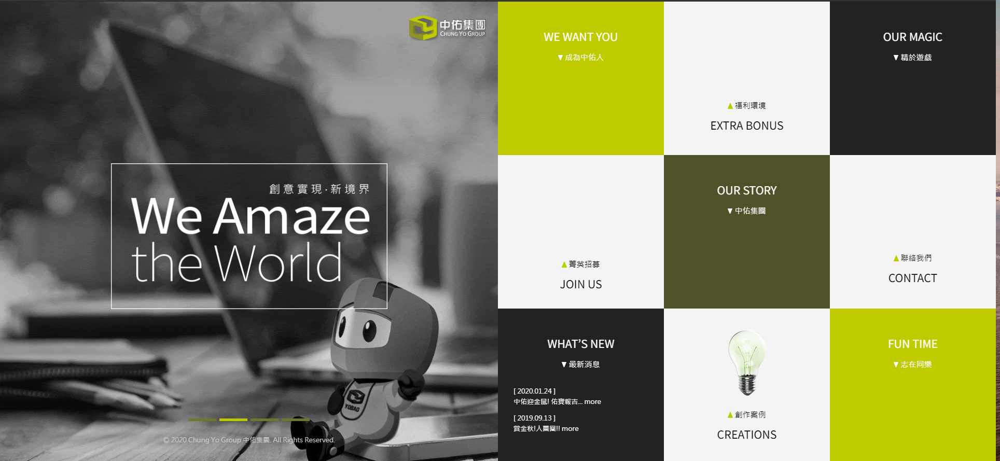 中佑集團
CHUNG YO GROUP
創意實現·新境界
We Amaze
the World
YOBAO
© 2020 Chung Yo Group 中佑集團. All Rights Reserved.
WE WANT YOU
▼ 成為中佑人
▲ 福利環境
EXTRA BONUS
OUR MAGIC
▼ 精於遊戲
▲ 菁英招募
JOIN US
OUR STORY
▼ 中佑集團
▲ 聯絡我們
CONTACT
WHAT'S NEW
▼ 最新消息
[ 2020.01.24 ]
中佑迎金鼠! 佑寶報吉... more
[ 2019.09.13 ]
賞金秋!人團圓!! more
▲ 創作案例
CREATIONS
FUN TIME
▼ 志在同樂